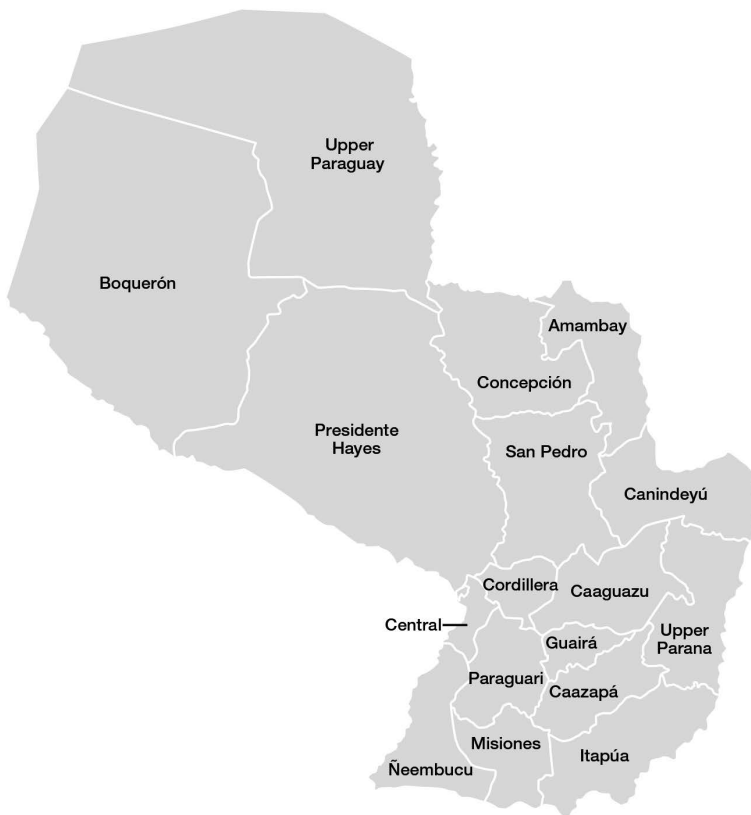 Upper
Paraguay
Boquerón
Amambay
Concepción
Presidente
Hayes
San Pedro
Canindeyú
Cordillera
Caaguazu
Central
Guairá
Upper
Parana
Paraguari
Caazapá
Misiones
Itapúa
Ñeembucu